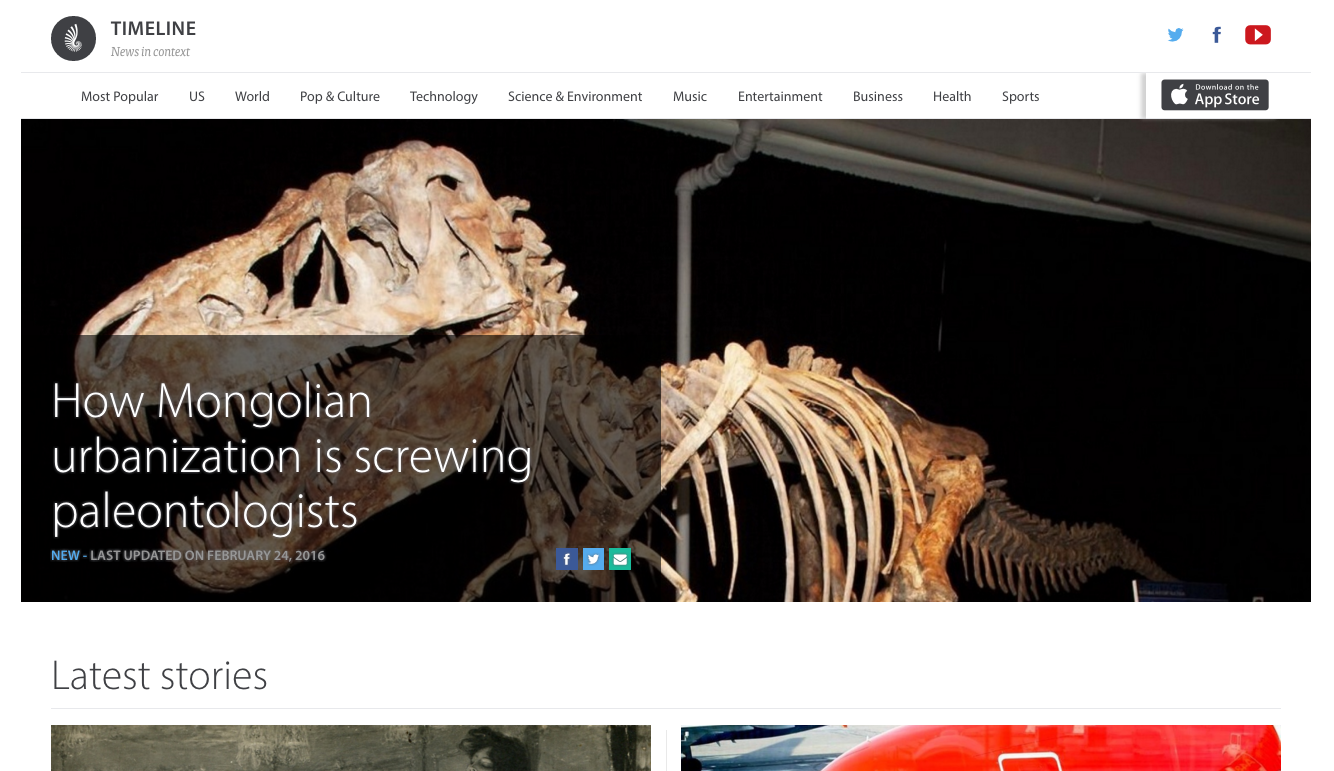 TIMELINE
News in context
Most Popular US World Pop & Culture Technology Science & Environment Music Entertainment Business Health Sports
Download on the
App Store
How Mongolian
urbanization is screwing
paleontologists
NEW - LAST UPDATED ON FEBRUARY 24, 2016
Latest stories